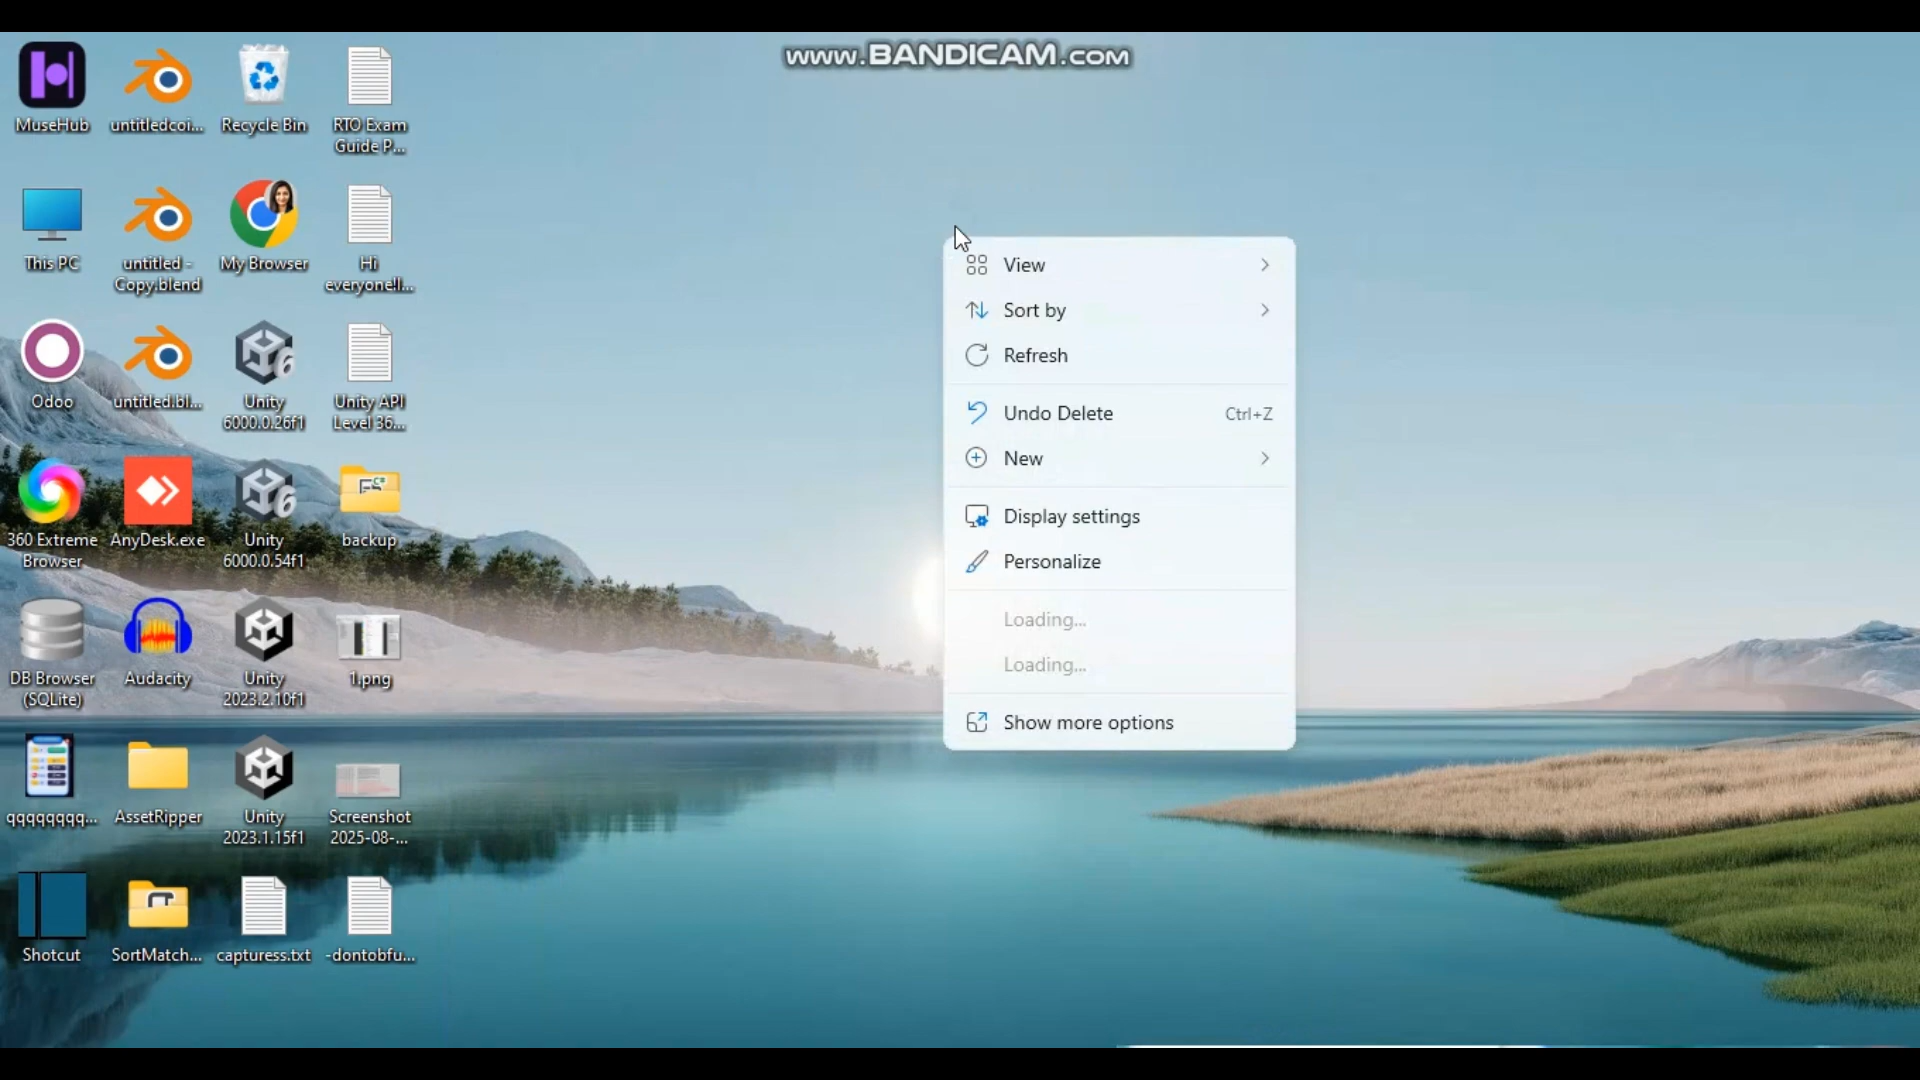 www.BANDICAM.com
MuseHub
untitledcoi...
Recycle Bin
RTO Exam
Guide P...
This PC
untitled -
Copy.blend
My Browser
Hi
everyone!I...
Odoo
untitled.bl...
Unity
6000.0.26f1
Unity API
Level 36...
360 Extreme
Browser
AnyDesk.exe
Unity
6000.0.54f1
backup
DB Browser
(SQLite)
Audacity
Unity
2023.2.10f1
1.png
qqqqqqqq...
AssetRipper
Unity
2023.1.15f1
Screenshot
2025-08-...
Shotcut
SortMatch...
capturess.txt
-dontobfu...
View
Sort by
Refresh
Undo Delete Ctrl+Z
New
Display settings
Personalize
Loading...
Loading...
Show more options